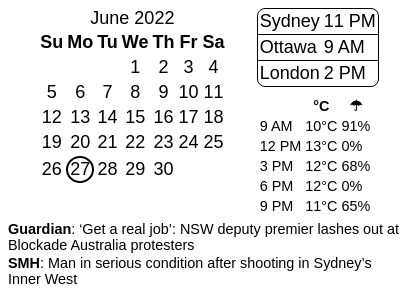 June 2022
Su Mo Tu We Th Fr Sa
1 2 3 4
5 6 7 8 9 10 11
12 13 14 15 16 17 18
19 20 21 22 23 24 25
26 27 28 29 30
Sydney 11 PM
Ottawa 9 AM
London 2 PM
°C ☂
9 AM 10°C 91%
12 PM 13°C 0%
3 PM 12°C 68%
6 PM 12°C 0%
9 PM 11°C 65%
Guardian: ‘Get a real job’: NSW deputy premier lashes out at
Blockade Australia protesters
SMH: Man in serious condition after shooting in Sydney’s
Inner West